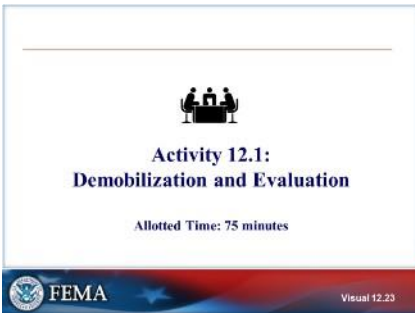 Activity 12.1:
Demobilization and Evaluation
Allotted Time: 75 minutes
FEMA
Visual 12.23